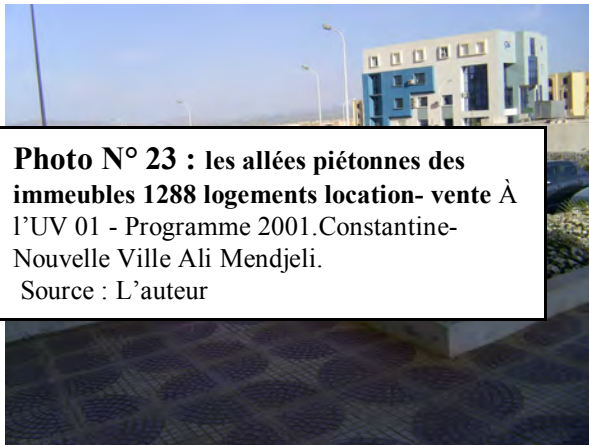 Photo N° 23 : les allées piétonnes des
immeubles 1288 logements location- vente À
l’UV 01 - Programme 2001.Constantine-
Nouvelle Ville Ali Mendjeli.
Source : L’auteur